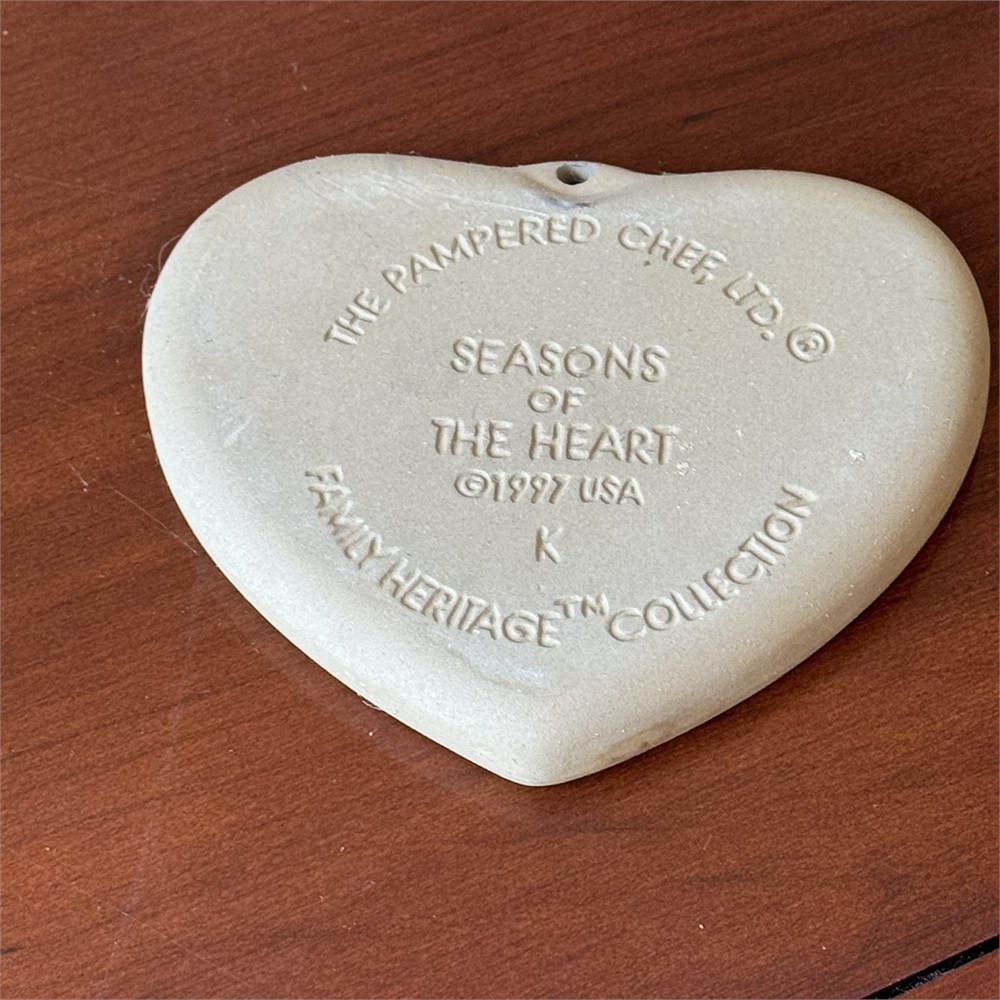 THE PAMPERED CHEF, LTD. ®
SEASONS
OF
THE HEART
©1997 USA
K
FAMILY HERITAGE™ COLLECTION